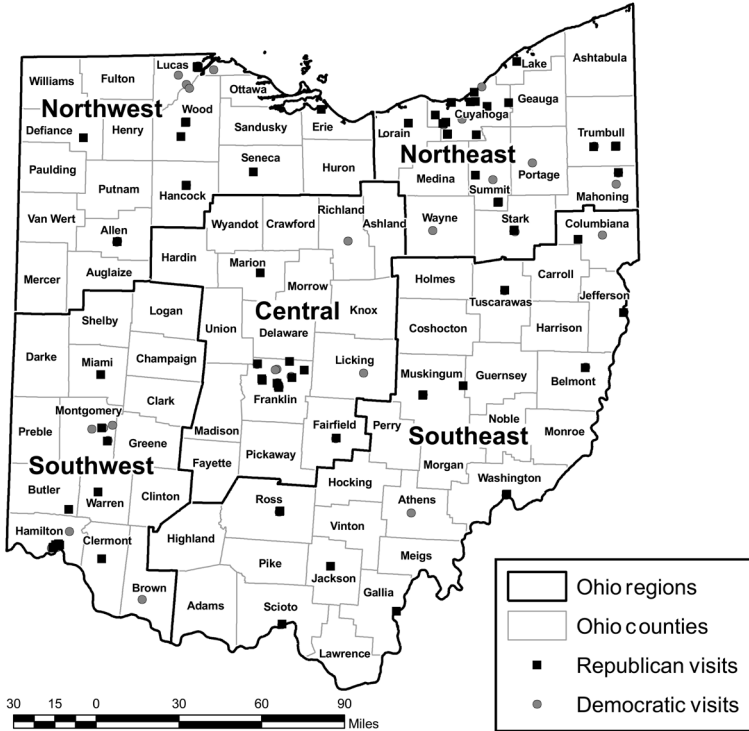 Lake
Ashtabula
Lucas
Williams
Fulton
Ottawa
Geauga
Northwest
Wood
Cuyahoga
Defiance
Henry
Sandusky
Erie
Lorain
Trumbull
Northeast
Paulding
Seneca
Huron
Medina
Portage
Putnam
Hancock
Summit
Mahoning
Van Wert
Wyandot
Crawford
Richland
Ashland
Wayne
Stark
Columbiana
Allen
Hardin
Marion
Holmes
Carroll
Mercer
Auglaize
Morrow
Tuscarawas
Jefferson
Logan
Central
Knox
Shelby
Union
Delaware
Coshocton
Harrison
Darke
Miami
Champaign
Licking
Muskingum
Guernsey
Belmont
Clark
Franklin
Montgomery
Noble
Preble
Greene
Madison
Fairfield
Perry
Monroe
Southeast
Southwest
Fayette
Pickaway
Morgan
Butler
Warren
Clinton
Hocking
Washington
Ross
Athens
Hamilton
Clermont
Highland
Vinton
Meigs
Pike
Jackson
Brown
Gallia
Adams
Scioto
Lawrence
Ohio regions
Ohio counties
Republican visits
Democratic visits
30 15 0 30 60 90
Miles